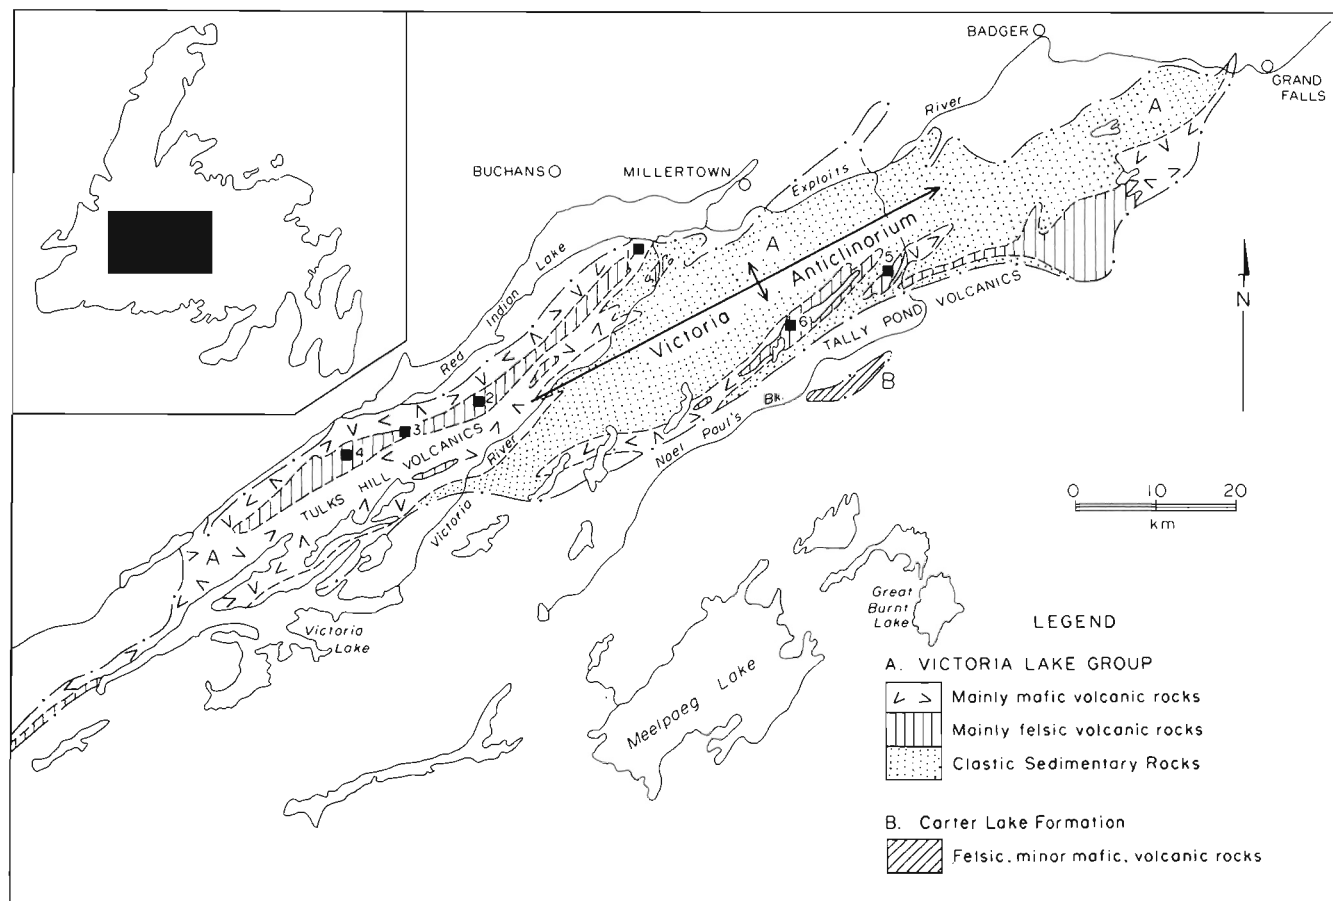 BADGER
GRAND
FALLS
A
River
BUCHANS
MILLERTOWN
Exploits
A
Lake
Anticlinorium
Indian
5
N
VOLCANICS
6
TALLY POND
Victoria
Red
B
2
Bk.
3
Paul's
VOLCANICS
4
River
Noel
HILL
TULKS
Victoria
A
0 10 20
km
Great
Burnt
Lake
Victoria
Lake
Meelpaeg Lake
LEGEND
A. VICTORIA LAKE GROUP
Mainly mafic volcanic rocks
Mainly felsic volcanic rocks
Clastic Sedimentary Rocks
B. Carter Lake Formation
Felsic, minor mafic, volcanic rocks